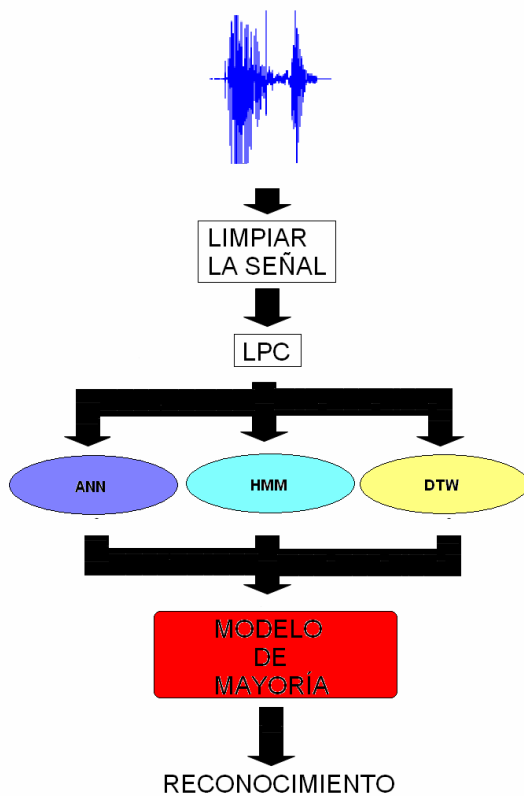 LIMPIAR
LA SEÑAL
LPC
ANN
HMM
DTW
MODELO
DE
MAYORÍA
RECONOCIMIENTO